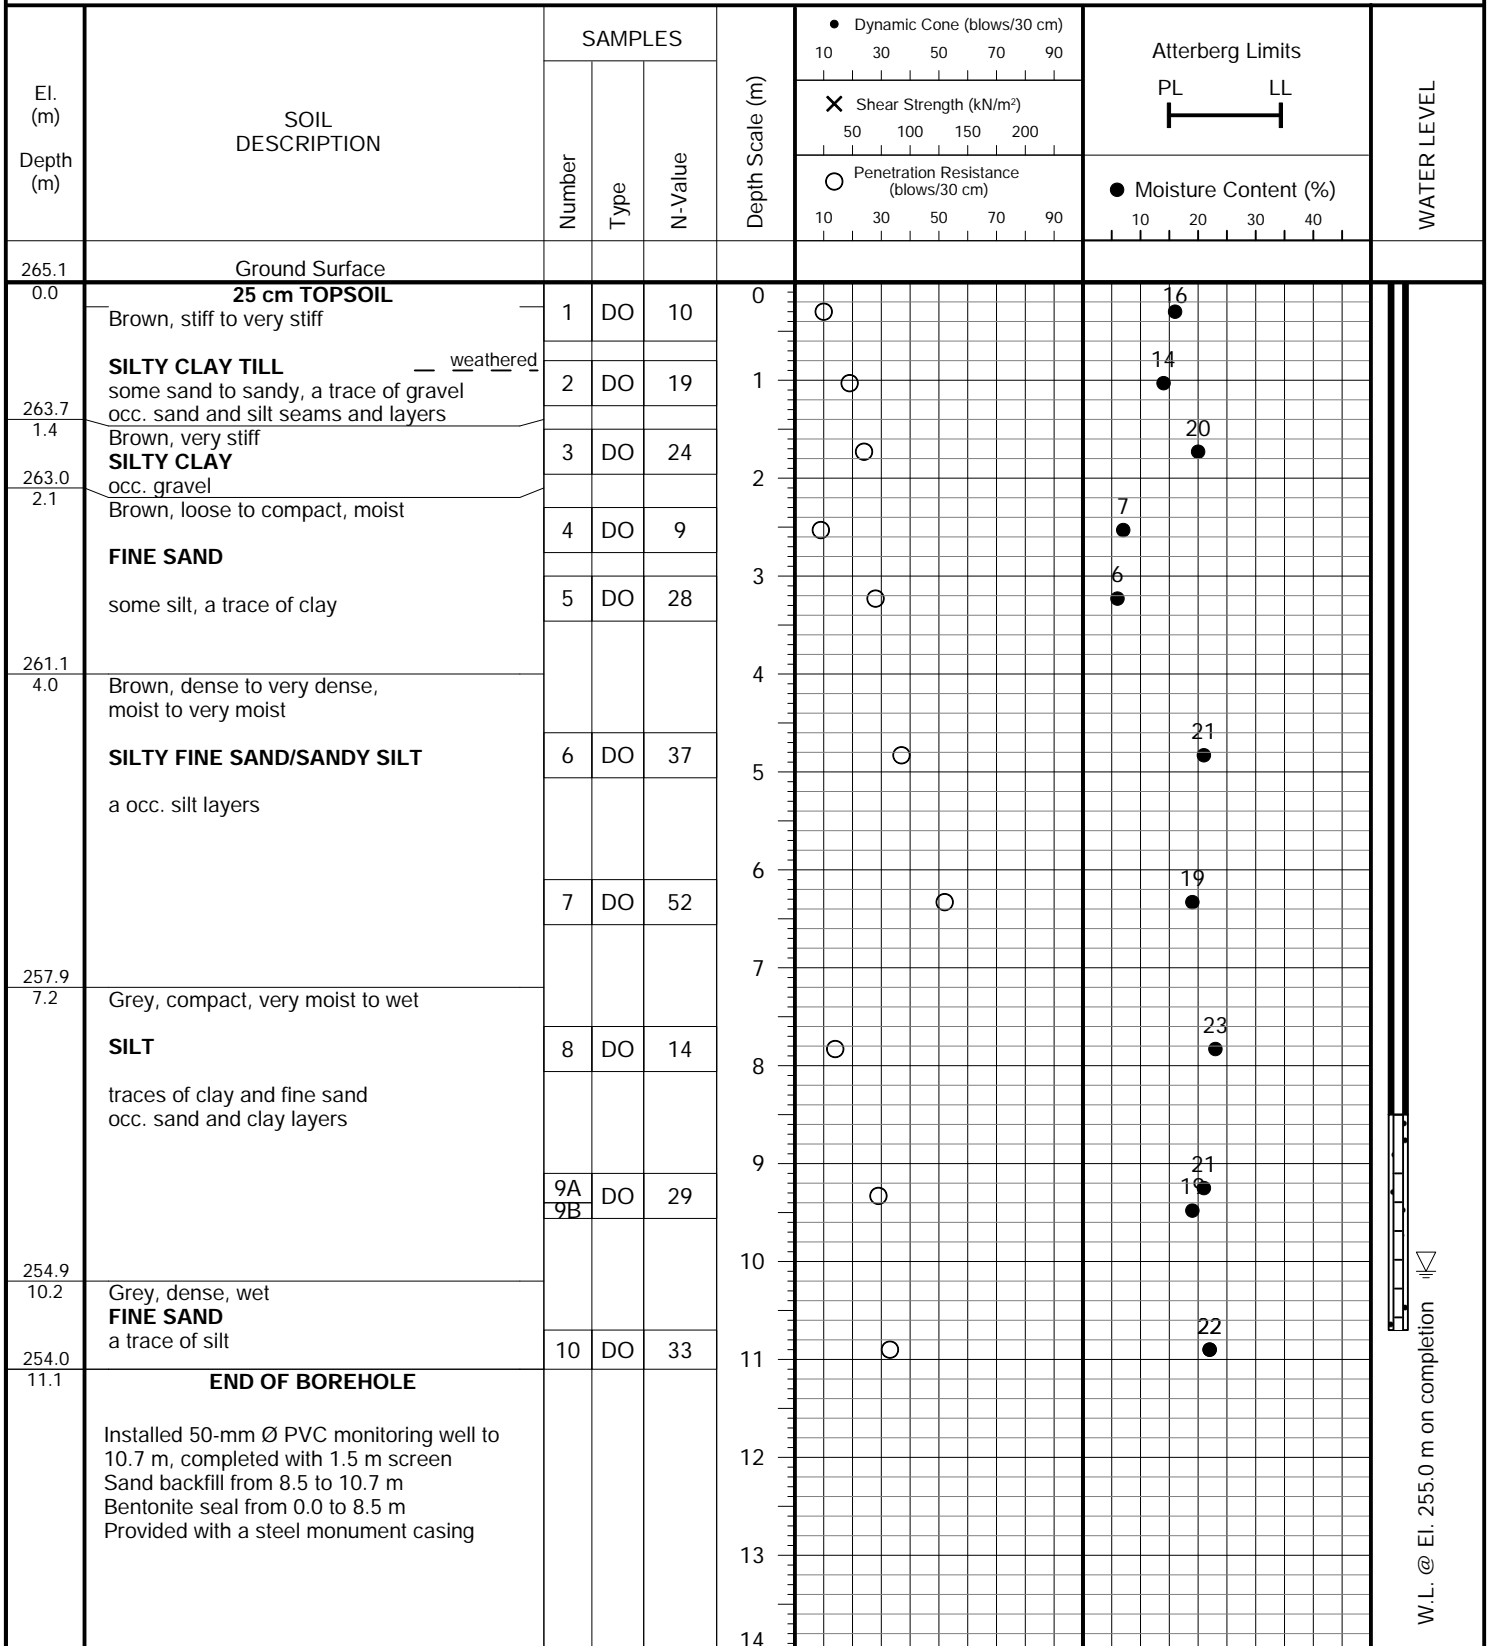 El.
(m)
Depth
(m)
SOIL
DESCRIPTION
SAMPLES
Number
Type
N-Value
Depth Scale (m)
Dynamic Cone (blows/30 cm)
10 30 50 70 90
Shear Strength (kN/m²)
50 100 150 200
Penetration Resistance
(blows/30 cm)
10 30 50 70 90
Atterberg Limits
PL LL
Moisture Content (%)
10 20 30 40
WATER LEVEL
265.1 Ground Surface
0.0 25 cm TOPSOIL 0 16
Brown, stiff to very stiff 1 DO 10
SILTY CLAY TILL weathered 14
some sand to sandy, a trace of gravel 2 DO 19 1
263.7 occ. sand and silt seams and layers
1.4 Brown, very stiff 20
SILTY CLAY 3 DO 24
263.0 occ. gravel 2
2.1 Brown, loose to compact, moist 7
4 DO 9
FINE SAND
3 6
some silt, a trace of clay 5 DO 28
261.1 4
4.0 Brown, dense to very dense,
moist to very moist
21
SILTY FINE SAND/SANDY SILT 6 DO 37
5
a occ. silt layers
6 19
7 DO 52
7
257.9
7.2 Grey, compact, very moist to wet
23
SILT 8 DO 14
8
traces of clay and fine sand
occ. sand and clay layers
9 21
9A DO 29 19
9B
10
254.9
10.2 Grey, dense, wet
FINE SAND 22
a trace of silt 10 DO 33
254.0 11
11.1 END OF BOREHOLE
Installed 50-mm Ø PVC monitoring well to
10.7 m, completed with 1.5 m screen 12
Sand backfill from 8.5 to 10.7 m
Bentonite seal from 0.0 to 8.5 m
Provided with a steel monument casing
13
14
W.L. @ El. 255.0 m on completion